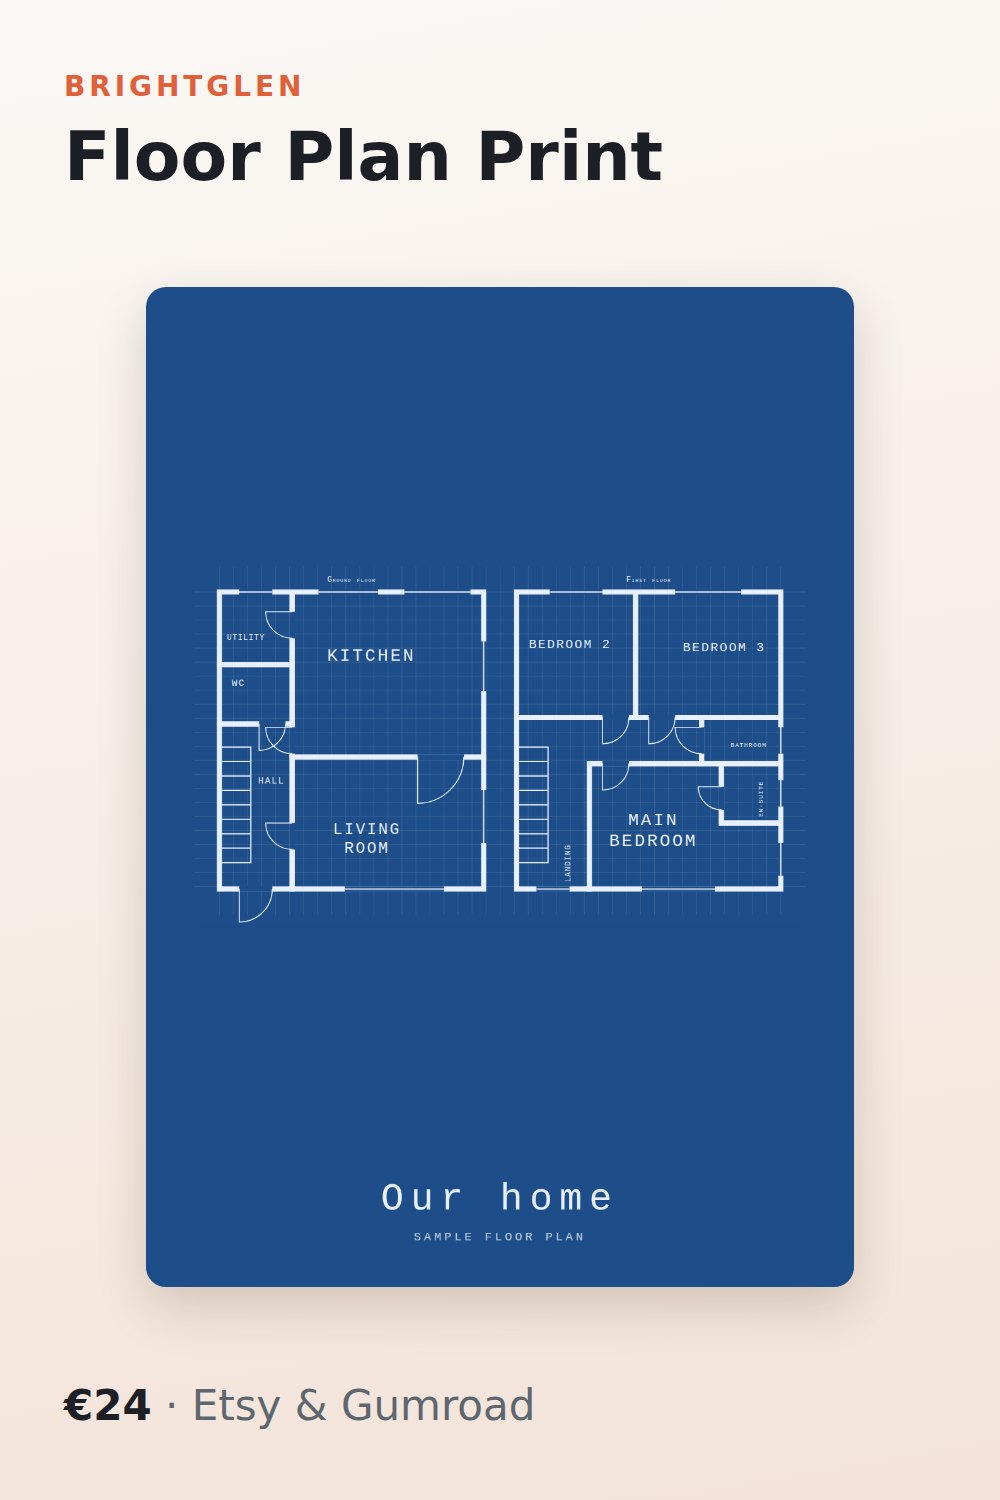 BRIGHTGLEN
Floor Plan Print
Ground floor
First floor
UTILITY
KITCHEN
BEDROOM 2
BEDROOM 3
WC
BATHROOM
HALL
EN-SUITE
LIVING
ROOM
MAIN
BEDROOM
LANDING
Our home
SAMPLE FLOOR PLAN
€24 · Etsy & Gumroad